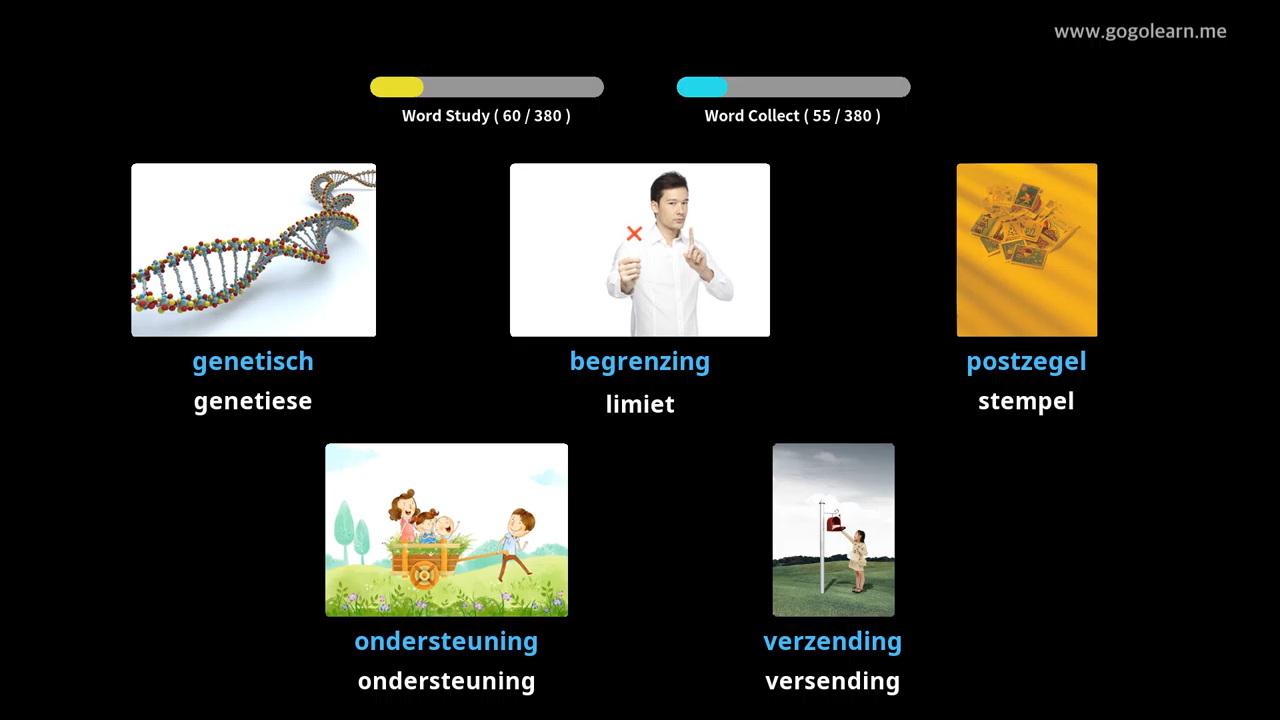 www.gogolearn.me
Word Study ( 60 / 380 )
Word Collect ( 55 / 380 )
genetisch
genetiese
begrenzing
limiet
postzegel
stempel
ondersteuning
ondersteuning
verzending
versending